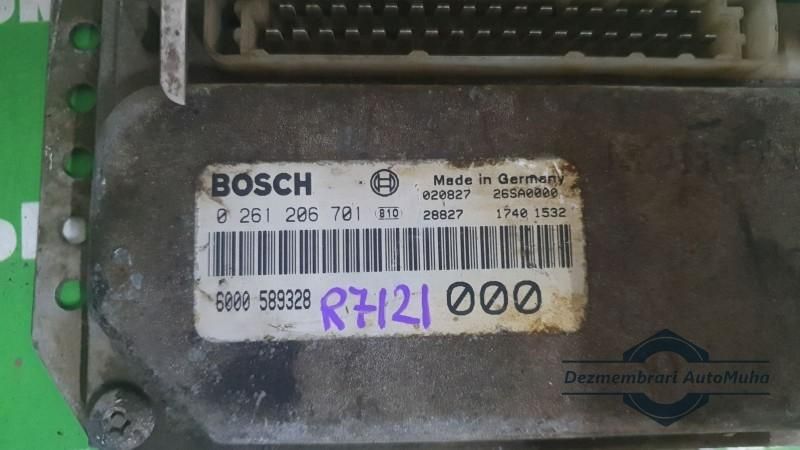 BOSCH Made in Germany
020827 26SA0000
0 261 206 701 B10 28827 1740 1532
6000 589328 R7121 000
Dezmembrari AutoMuha